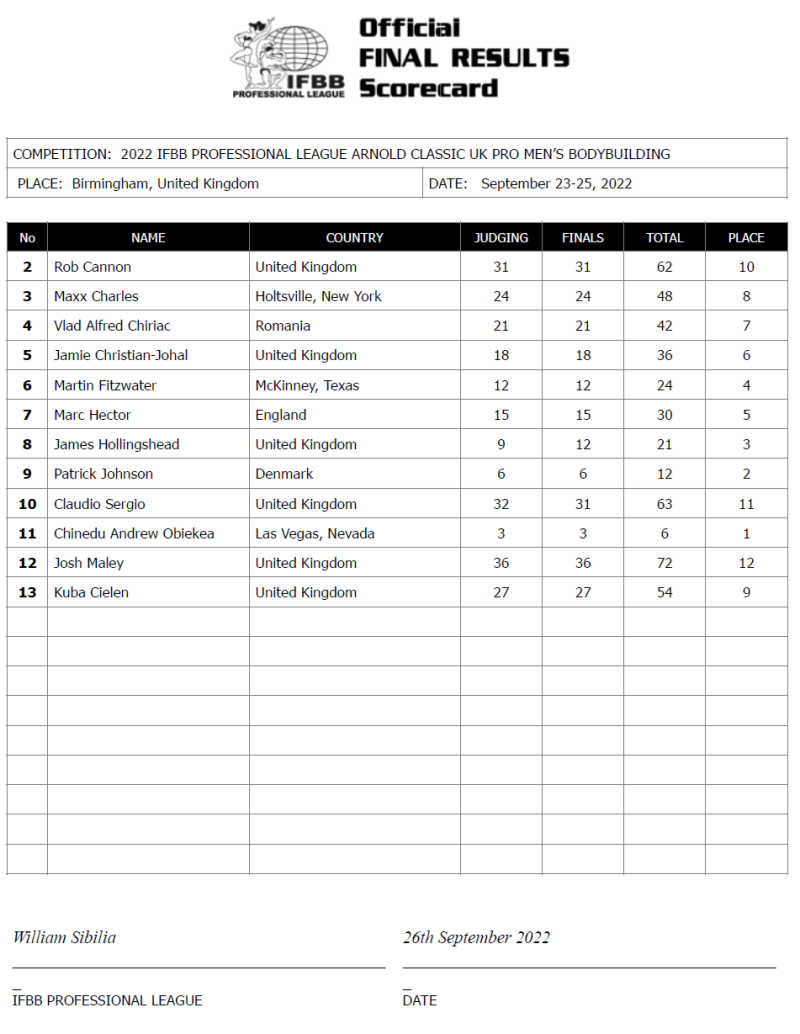 Official
FINAL RESULTS
Scorecard
IFBB
PROFESSIONAL LEAGUE
COMPETITION: 2022 IFBB PROFESSIONAL LEAGUE ARNOLD CLASSIC UK PRO MEN'S BODYBUILDING
PLACE: Birmingham, United Kingdom DATE: September 23-25, 2022
No NAME COUNTRY JUDGING FINALS TOTAL PLACE
2 Rob Cannon United Kingdom 31 31 62 10
3 Maxx Charles Holtsville, New York 24 24 48 8
4 Vlad Alfred Chiriac Romania 21 21 42 7
5 Jamie Christian-Johal United Kingdom 18 18 36 6
6 Martin Fitzwater McKinney, Texas 12 12 24 4
7 Marc Hector England 15 15 30 5
8 James Hollingshead United Kingdom 9 12 21 3
9 Patrick Johnson Denmark 6 6 12 2
10 Claudio Sergio United Kingdom 32 31 63 11
11 Chinedu Andrew Obiekea Las Vegas, Nevada 3 3 6 1
12 Josh Maley United Kingdom 36 36 72 12
13 Kuba Cielen United Kingdom 27 27 54 9
William Sibilia 26th September 2022
IFBB PROFESSIONAL LEAGUE DATE